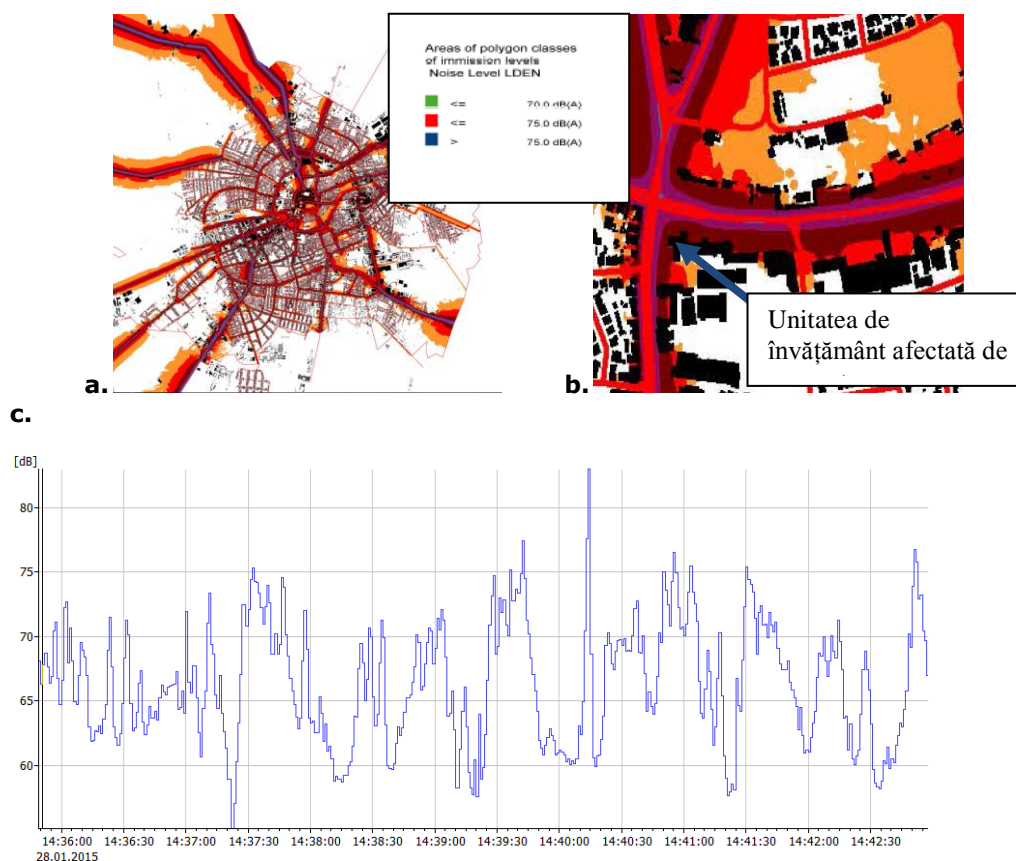 Areas of polygon classes
of immission levels
Noise Level LDEN
<= 70.0 dB(A)
<= 75.0 dB(A)
> 75.0 dB(A)
Unitatea de
învățământ afectată de
a.
b.
c.
[dB]
80
75
70
65
60
14:36:00 14:36:30 14:37:00 14:37:30 14:38:00 14:38:30 14:39:00 14:39:30 14:40:00 14:40:30 14:41:00 14:41:30 14:42:00 14:42:30
28.01.2015